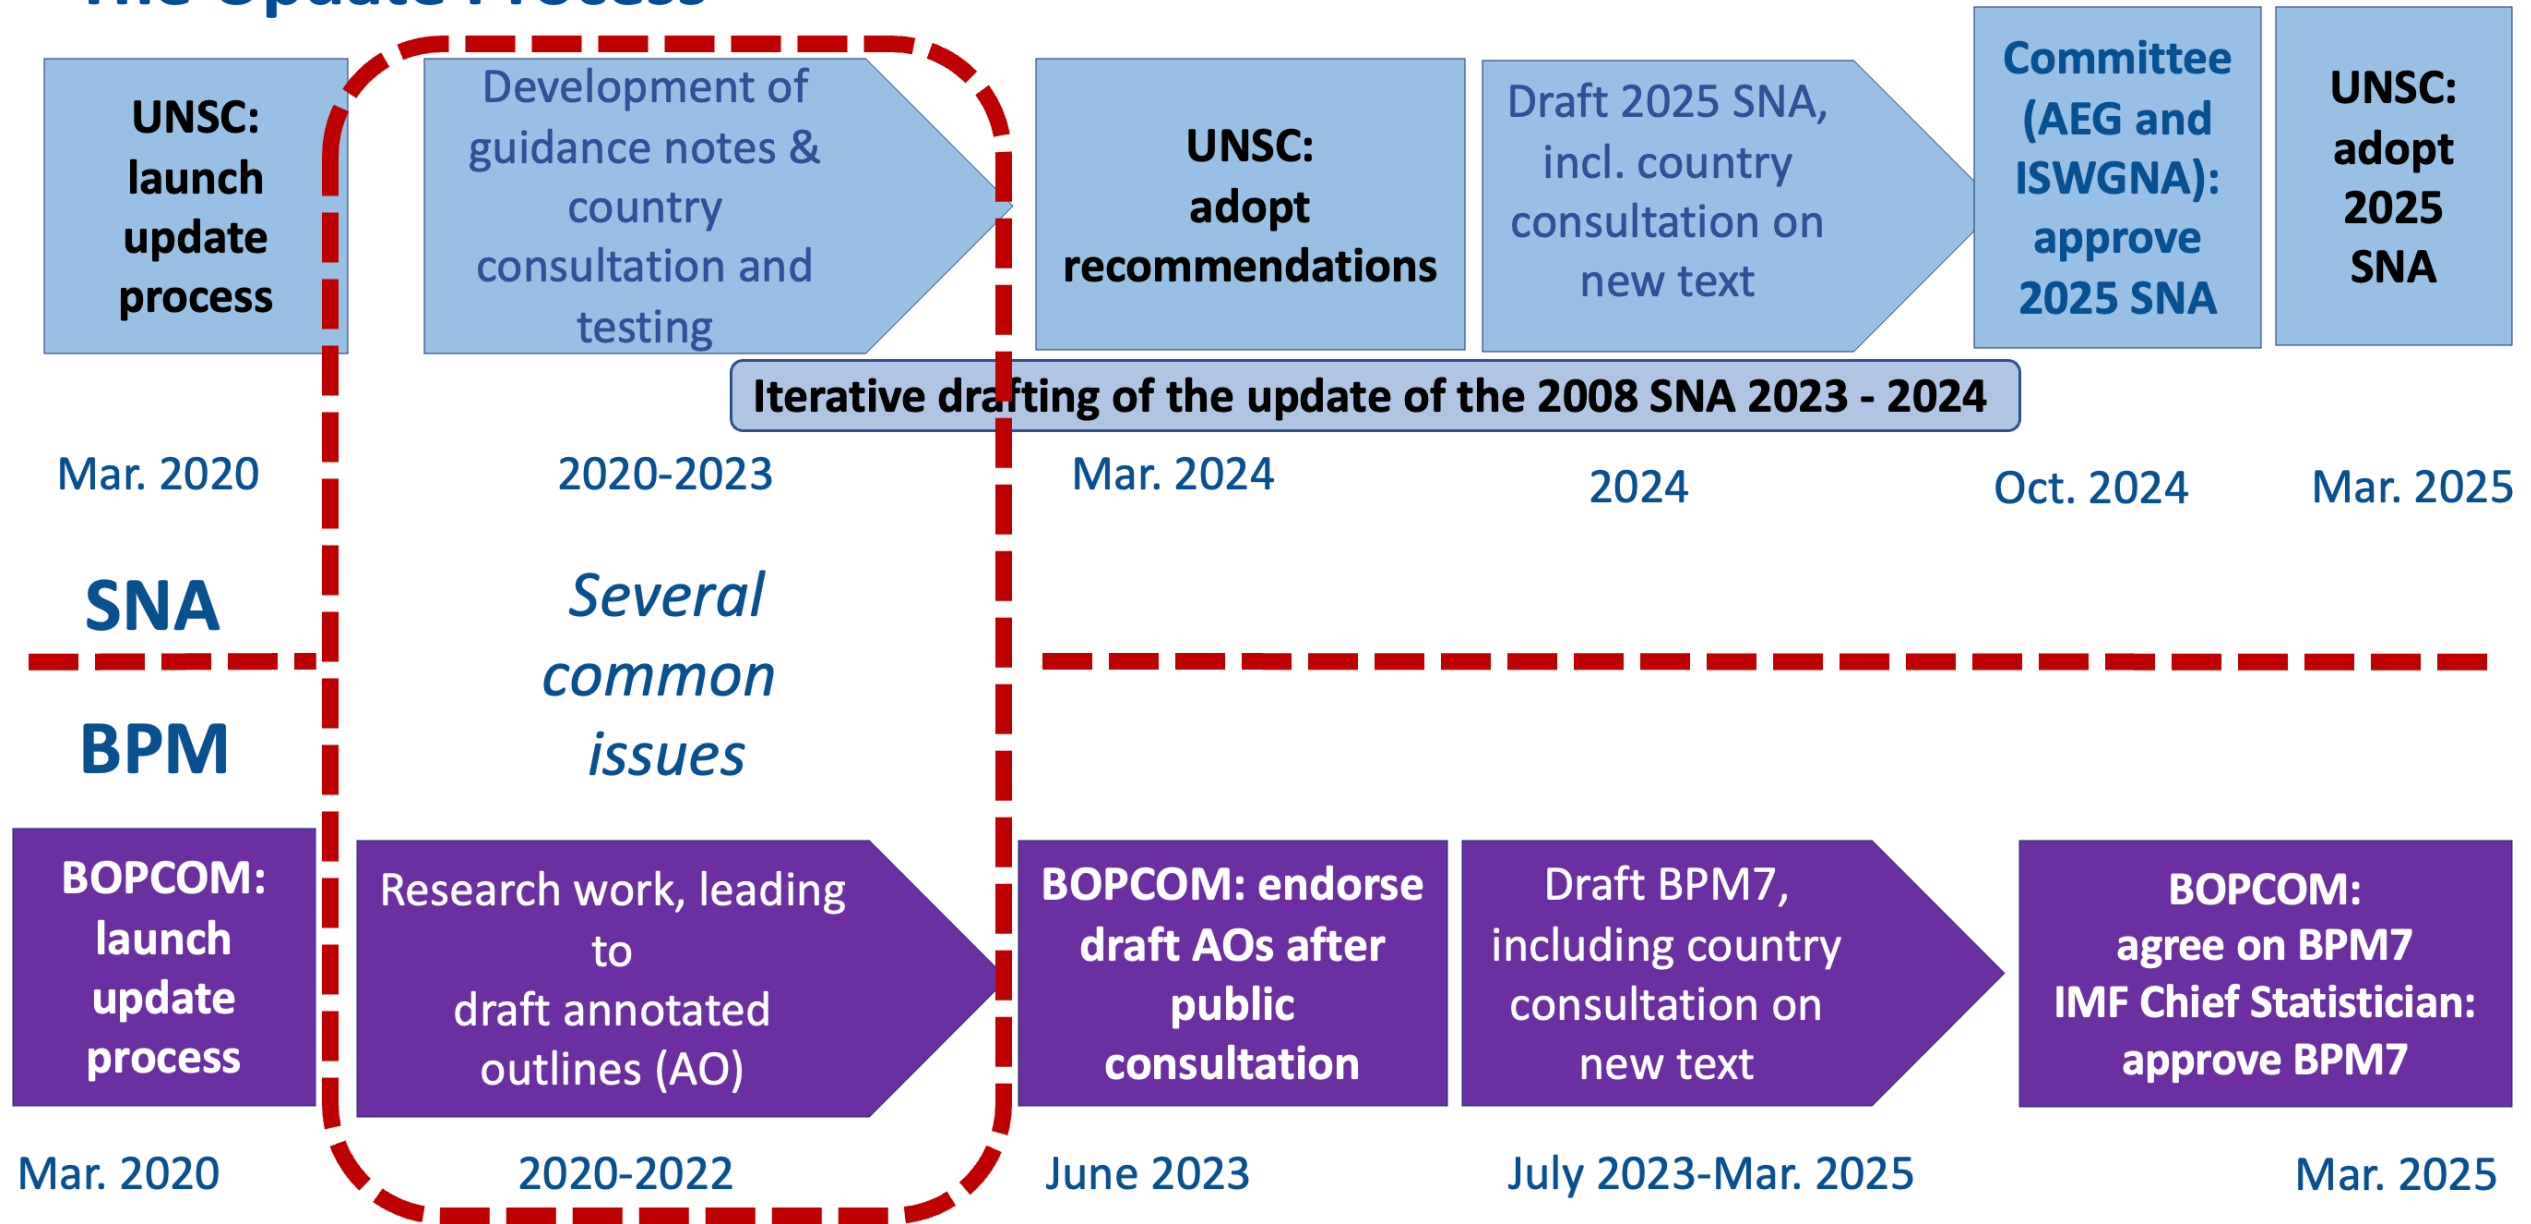 The Update Process
UNSC:
launch
update
process
Development of
guidance notes &
country
consultation and
testing
UNSC:
adopt
recommendations
Draft 2025 SNA,
incl. country
consultation on
new text
Committee
(AEG and
ISWGNA):
approve
2025 SNA
UNSC:
adopt
2025
SNA
Iterative drafting of the update of the 2008 SNA 2023 - 2024
Mar. 2020
2020-2023
Mar. 2024
2024
Oct. 2024
Mar. 2025
SNA
Several
common
issues
BPM
BOPCOM:
launch
update
process
Research work, leading
to
draft annotated
outlines (AO)
BOPCOM: endorse
draft AOs after
public
consultation
Draft BPM7,
including country
consultation on
new text
BOPCOM:
agree on BPM7
IMF Chief Statistician:
approve BPM7
Mar. 2020
2020-2022
June 2023
July 2023-Mar. 2025
Mar. 2025